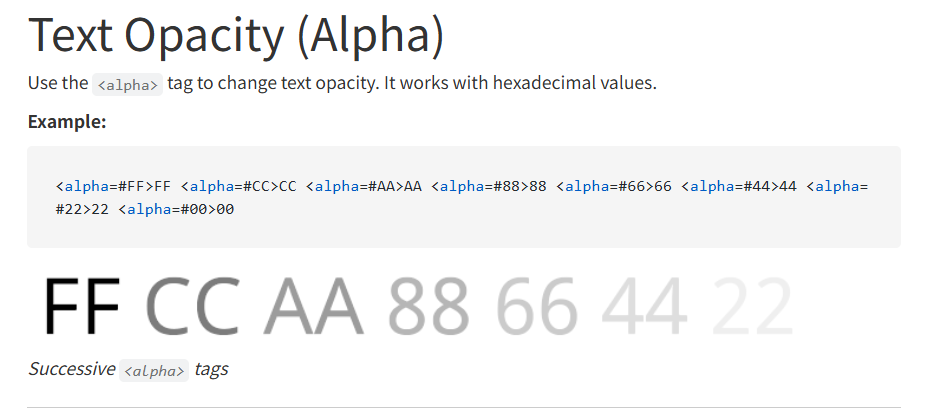 Text Opacity (Alpha)
Use the <alpha> tag to change text opacity. It works with hexadecimal values.
Example:
<alpha=#FF>FF <alpha=#CC>CC <alpha=#AA>AA <alpha=#88>88 <alpha=#66>66 <alpha=#44>44 <alpha=
#22>22 <alpha=#00>00
FF CC AA 88 66 44 22
Successive <alpha> tags